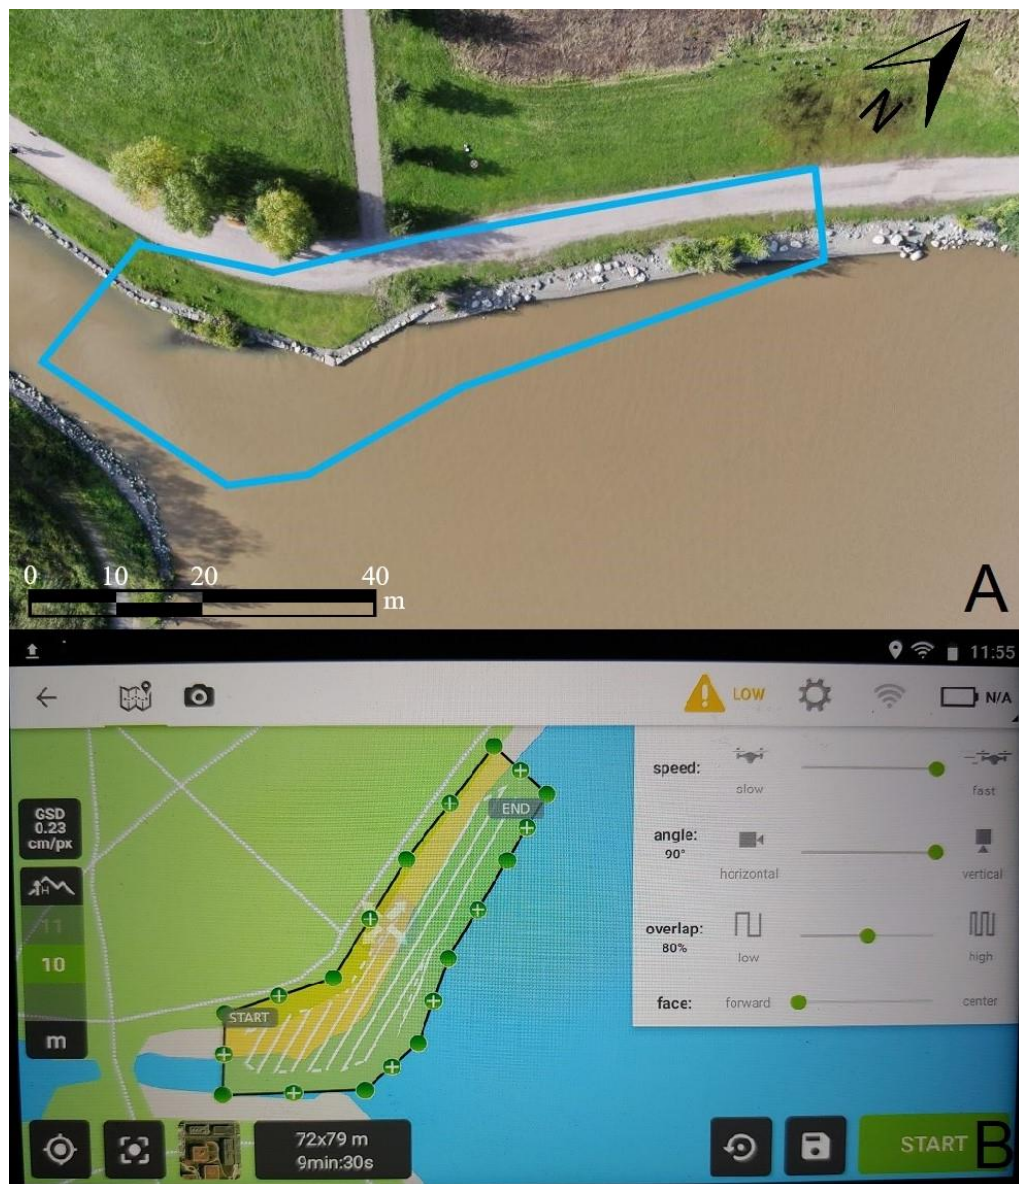 N
0 10 20 40
m
A
11:55
LOW
N/A
GSD
0.23
cm/px
H
11
10
m
START
END
speed:
slow
fast
angle:
90°
horizontal
vertical
overlap:
80%
low
high
face:
forward
center
72x79 m
9min:30s
START
B